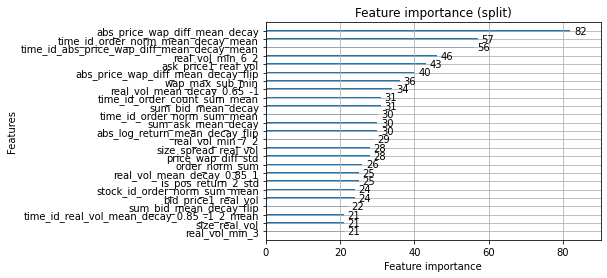 Feature importance (split)
abs_price_wap_diff_mean_decay 82
time_id_order_norm_mean_decay_mean 57
time_id_abs_price_wap_diff_mean_decay_mean 56
real_vol_min_6_2 46
ask_price1_real_vol 43
abs_price_wap_diff_mean_decay_flip 40
wap_max_sub_min 36
real_vol_mean_decay_0.65_-1 34
time_id_order_count_sum_mean 31
sum_bid_mean_decay 31
time_id_order_norm_sum_mean 30
sum_ask_mean_decay 30
abs_log_return_mean_decay_flip 30
real_vol_min_7_2 29
size_spread_real_vol 28
price_wap_diff_std 28
order_norm_sum 26
real_vol_mean_decay_0.85_1 25
is_pos_return_2_std 25
stock_id_order_norm_sum_mean 24
bid_price1_real_vol 24
sum_bid_mean_decay_flip 22
time_id_real_vol_mean_decay_0.85_-1_2_mean 21
size_real_vol 21
real_vol_min_3 21
Features
0 20 40 60 80
Feature importance